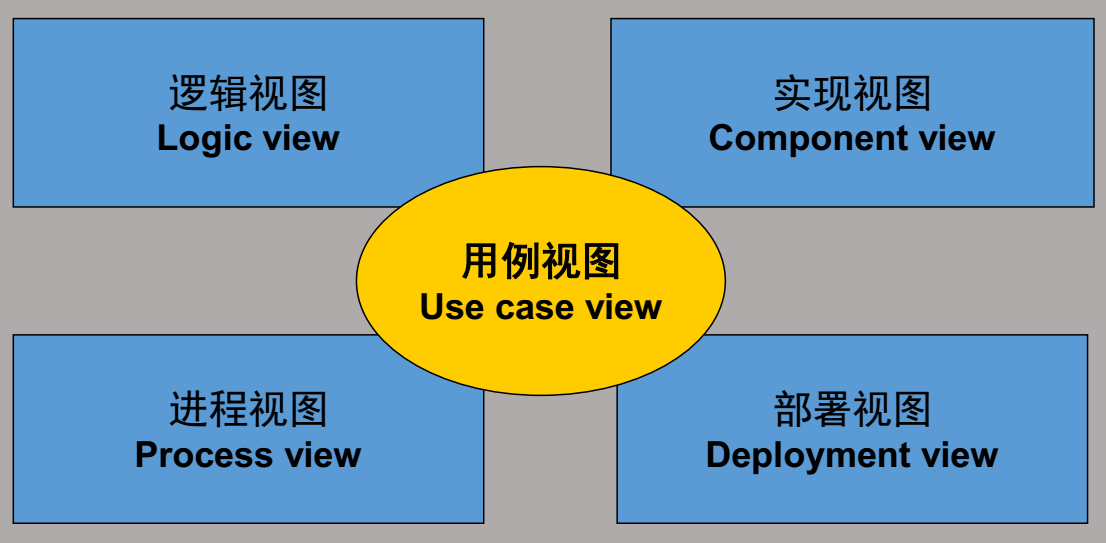 逻辑视图
Logic view
实现视图
Component view
用例视图
Use case view
进程视图
Process view
部署视图
Deployment view